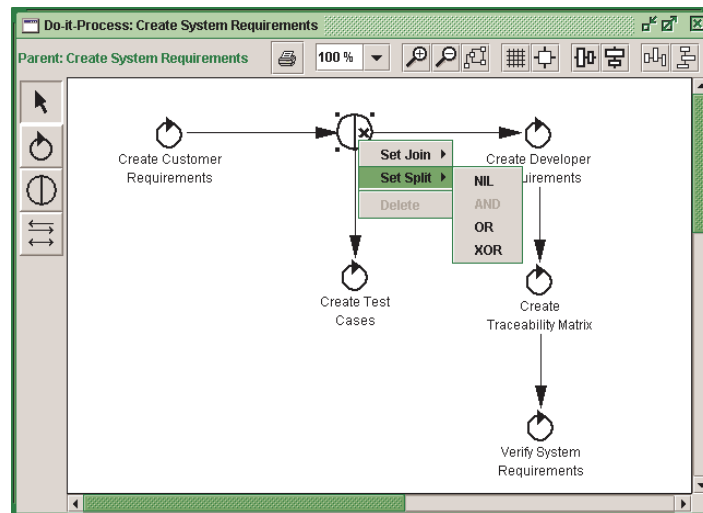 Do-it-Process: Create System Requirements
Parent: Create System Requirements
100 %
Create Customer
Requirements
Set Join
Set Split
Delete
NIL
AND
OR
XOR
Create Developer
uirements
Create Test
Cases
Create
Traceability Matrix
Verify System
Requirements